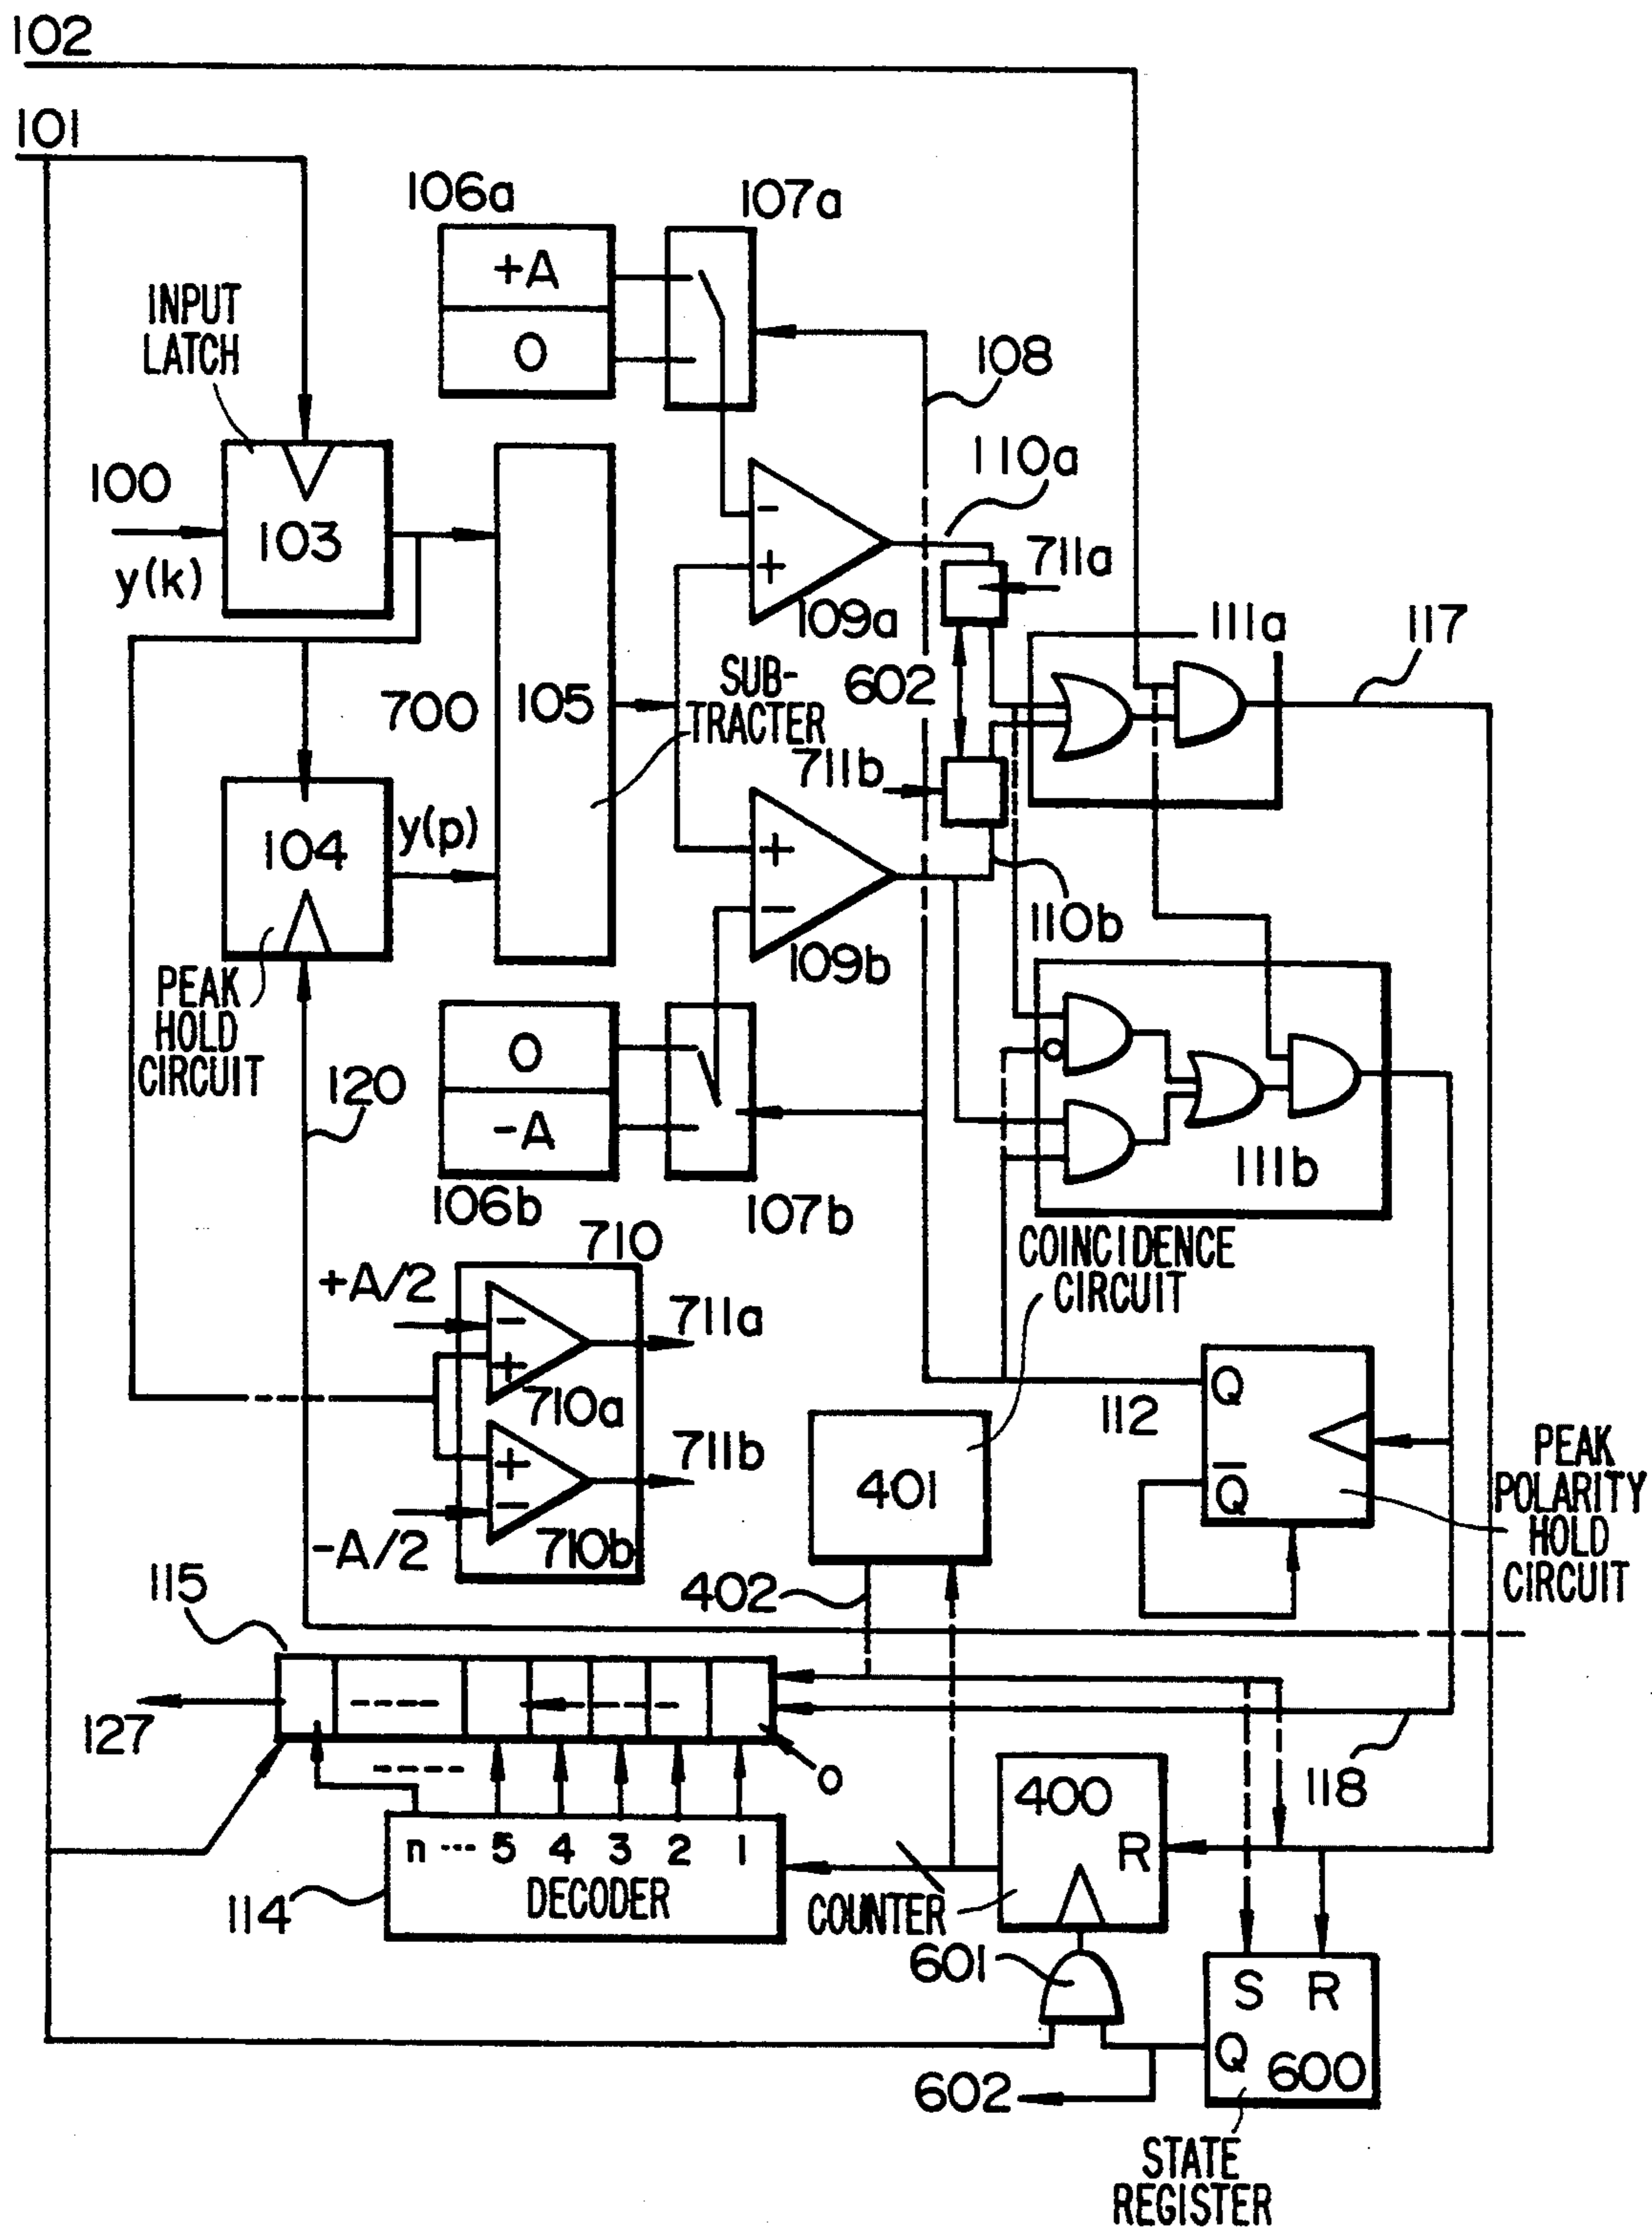 102
101
106a
107a
+A
0
INPUT
LATCH
108
100
103
y(k)
110a
-
+
711a
109a
111a
117
602
SUB-
TRACTER
700
105
711b
104
y(p)
+
-
110b
109b
PEAK
HOLD
CIRCUIT
120
0
-A
106b
107b
111b
COINCIDENCE
CIRCUIT
710
+A/2
-
+
711a
710a
711b
+
-
-A/2
710b
401
112
Q
Q̅
PEAK
POLARITY
HOLD
CIRCUIT
402
115
127
0
118
400
R
n --- 5 4 3 2 1
DECODER
114
COUNTER
601
S R
Q
600
602
STATE
REGISTER